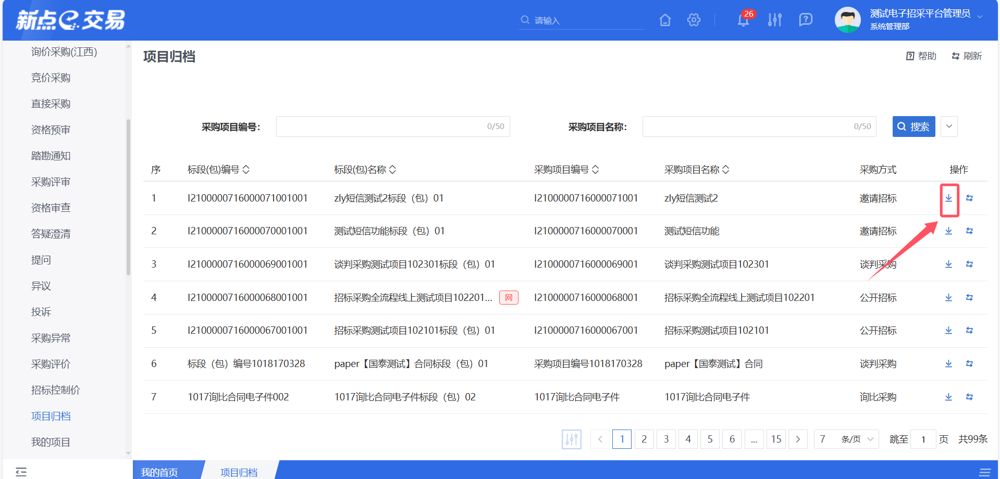 新点e交易
请输入
26
测试电子招采平台管理员
系统管理部
询价采购(江西)
竞价采购
直接采购
资格预审
踏勘通知
采购评审
资格审查
答疑澄清
提问
异议
投诉
采购异常
采购评价
招标控制价
项目归档
我的项目
项目归档
帮助 刷新
采购项目编号： 0/50 采购项目名称： 0/50 搜索
序 标段(包)编号 标段(包)名称 采购项目编号 采购项目名称 采购方式 操作
1 I2100000716000071001001 zly短信测试2标段（包）01 I2100000716000071001 zly短信测试2 邀请招标
2 I2100000716000070001001 测试短信功能标段（包）01 I2100000716000070001 测试短信功能 邀请招标
3 I2100000716000069001001 谈判采购测试项目102301标段（包）01 I2100000716000069001 谈判采购测试项目102301 谈判采购
4 I2100000716000068001001 招标采购全流程线上测试项目102201... 网 I2100000716000068001 招标采购全流程线上测试项目102201 公开招标
5 I2100000716000067001001 招标采购测试项目102101标段（包）01 I2100000716000067001 招标采购测试项目102101 公开招标
6 标段（包）编号1018170328 paper【国泰测试】合同标段（包）01 采购项目编号1018170328 paper【国泰测试】合同 谈判采购
7 1017询比合同电子件002 1017询比合同电子件标段（包）02 1017询比合同电子件 1017询比合同电子件 询比采购
1 2 3 4 5 6 ... 15 7 条/页 跳至 1 页 共99条
我的首页 项目归档